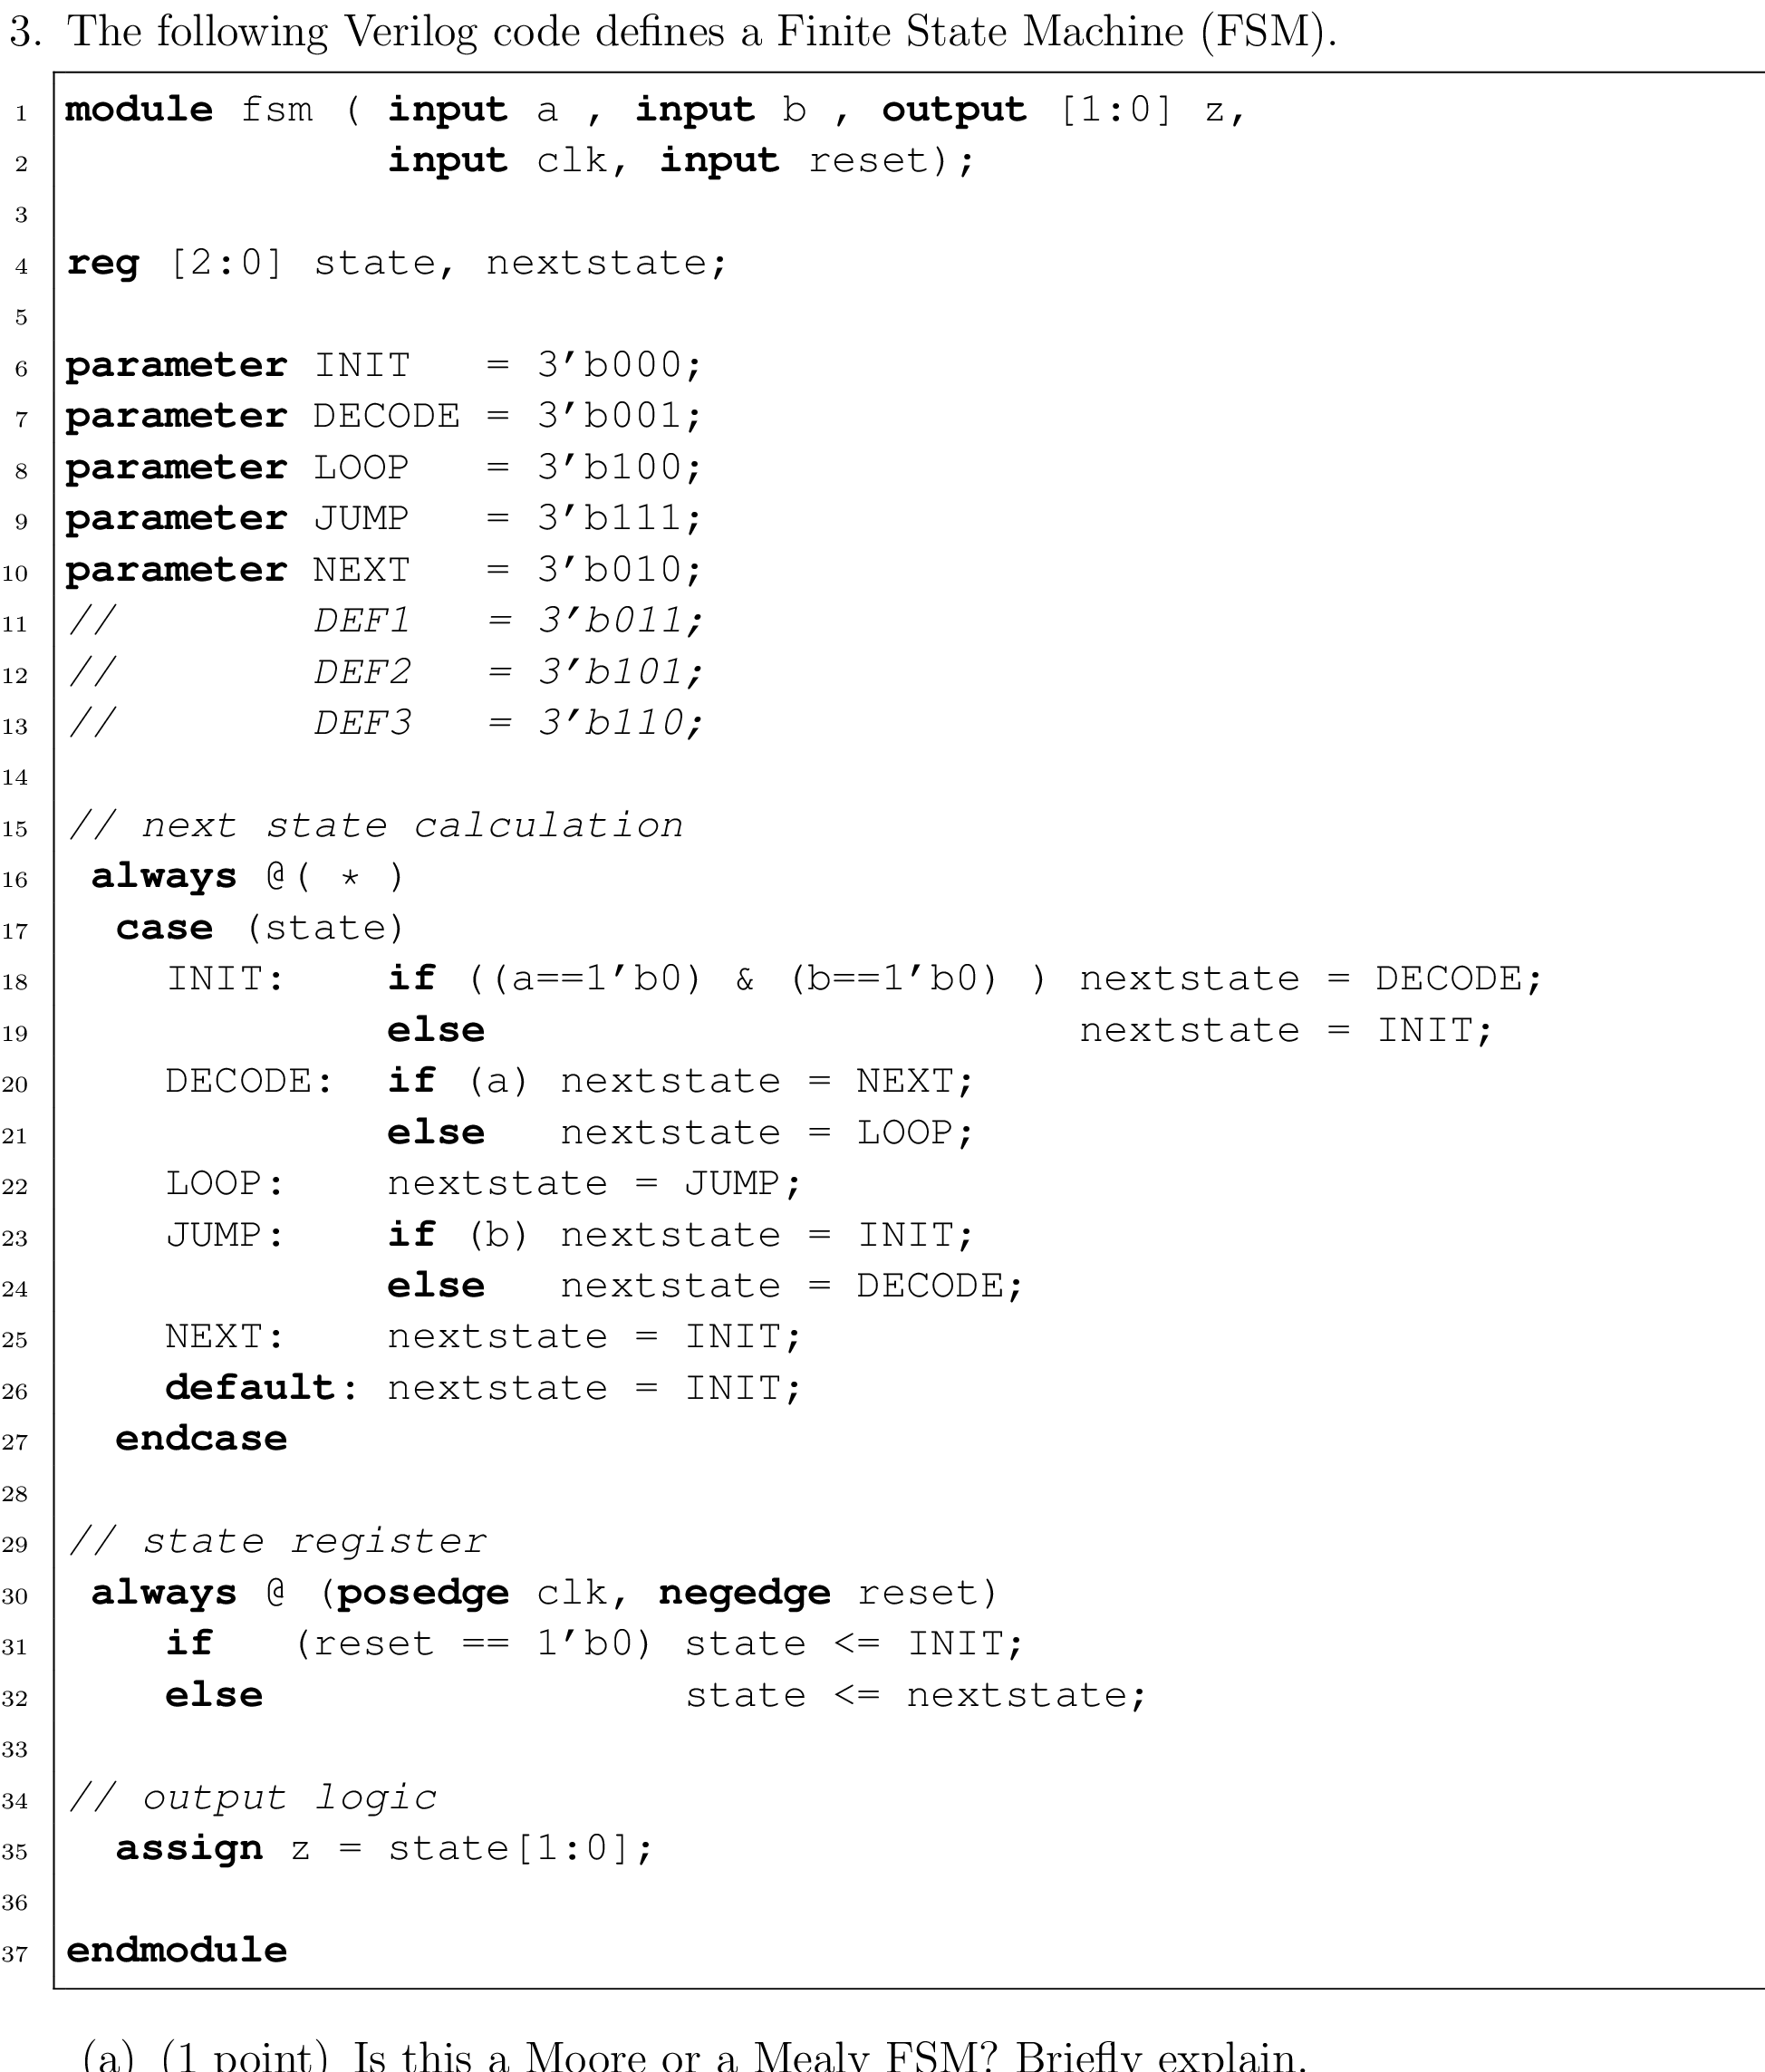 3. The following Verilog code defines a Finite State Machine (FSM).
1 module fsm ( input a , input b , output [1:0] z,
2              input clk, input reset);
3
4 reg [2:0] state, nextstate;
5
6 parameter INIT   = 3'b000;
7 parameter DECODE = 3'b001;
8 parameter LOOP   = 3'b100;
9 parameter JUMP   = 3'b111;
10 parameter NEXT   = 3'b010;
11 //        DEF1   = 3'b011;
12 //        DEF2   = 3'b101;
13 //        DEF3   = 3'b110;
14
15 // next state calculation
16  always @( * )
17   case (state)
18     INIT:    if ((a==1'b0) & (b==1'b0) ) nextstate = DECODE;
19              else                        nextstate = INIT;
20     DECODE:  if (a) nextstate = NEXT;
21              else   nextstate = LOOP;
22     LOOP:    nextstate = JUMP;
23     JUMP:    if (b) nextstate = INIT;
24              else   nextstate = DECODE;
25     NEXT:    nextstate = INIT;
26     default: nextstate = INIT;
27   endcase
28
29 // state register
30  always @ (posedge clk, negedge reset)
31     if   (reset == 1'b0) state <= INIT;
32     else                 state <= nextstate;
33
34 // output logic
35   assign z = state[1:0];
36
37 endmodule
(a) (1 point) Is this a Moore or a Mealy FSM? Briefly explain.